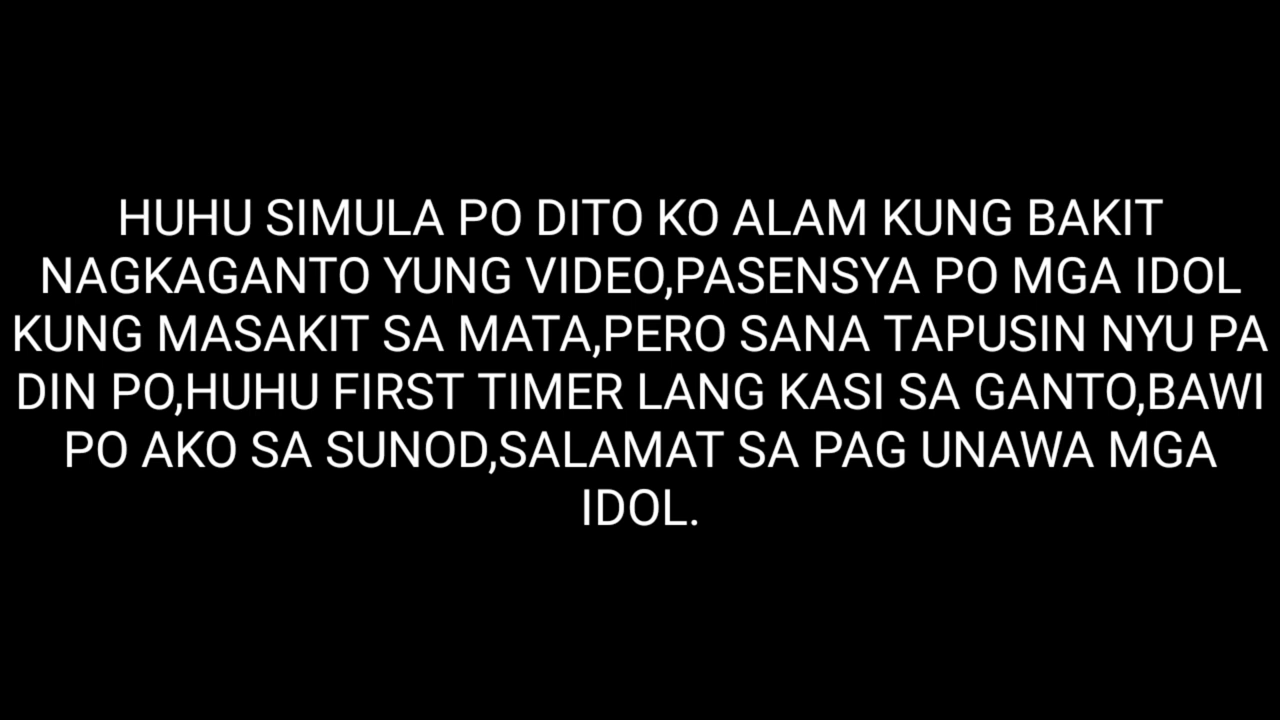 HUHU SIMULA PO DITO KO ALAM KUNG BAKIT
NAGKAGANTO YUNG VIDEO,PASENSYA PO MGA IDOL
KUNG MASAKIT SA MATA,PERO SANA TAPUSIN NYU PA
DIN PO,HUHU FIRST TIMER LANG KASI SA GANTO,BAWI
PO AKO SA SUNOD,SALAMAT SA PAG UNAWA MGA
IDOL.